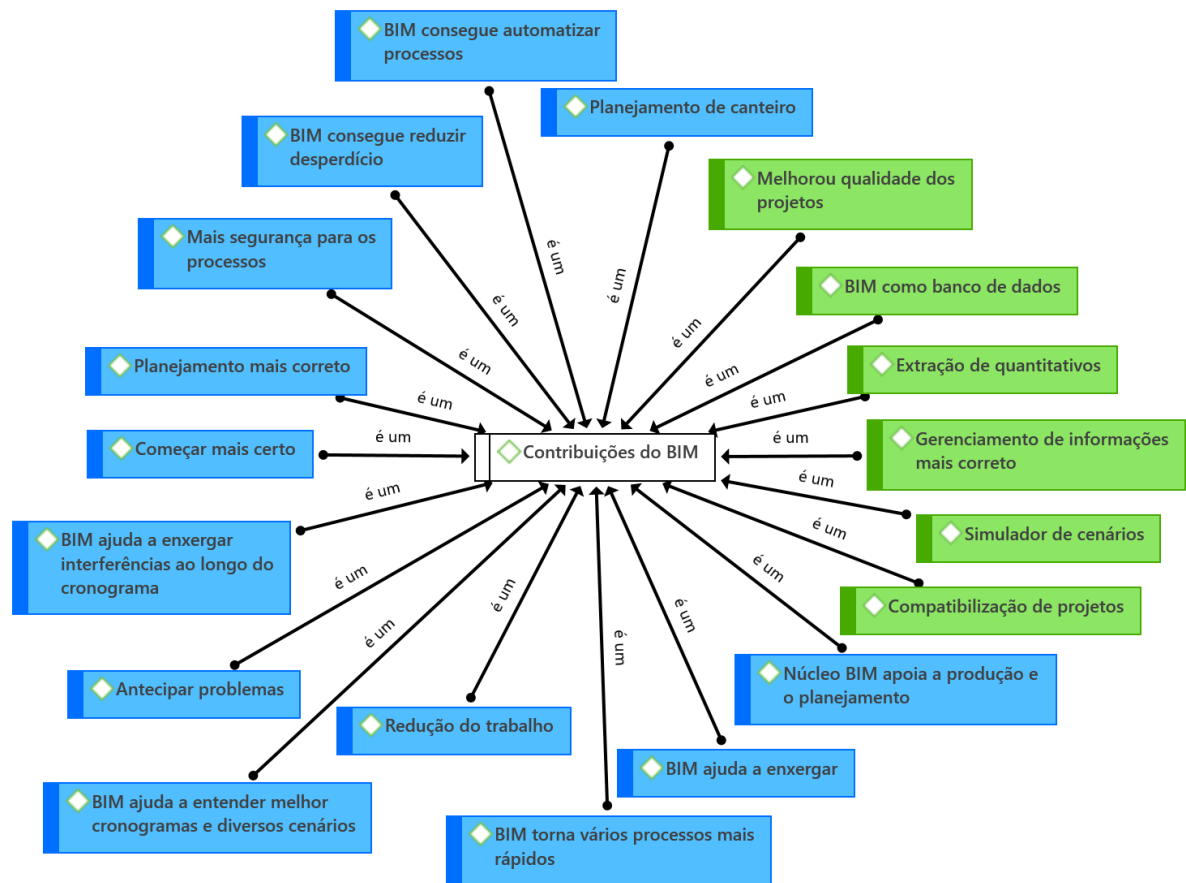 BIM consegue automatizar
processos
Planejamento de canteiro
BIM consegue reduzir
desperdício
Melhorou qualidade dos
projetos
Mais segurança para os
processos
é um
é um
BIM como banco de dados
é um
é um
é um
Planejamento mais correto
é um
é um
Extração de quantitativos
é um
é um
Começar mais certo
é um
Contribuições do BIM
é um
Gerenciamento de informações
mais correto
é um
é um
BIM ajuda a enxergar
interferências ao longo do
cronograma
é um
Simulador de cenários
é um
é um
é um
é um
Compatibilização de projetos
é um
é um
Antecipar problemas
Núcleo BIM apoia a produção e
o planejamento
Redução do trabalho
BIM ajuda a enxergar
BIM ajuda a entender melhor
cronogramas e diversos cenários
BIM torna vários processos mais
rápidos